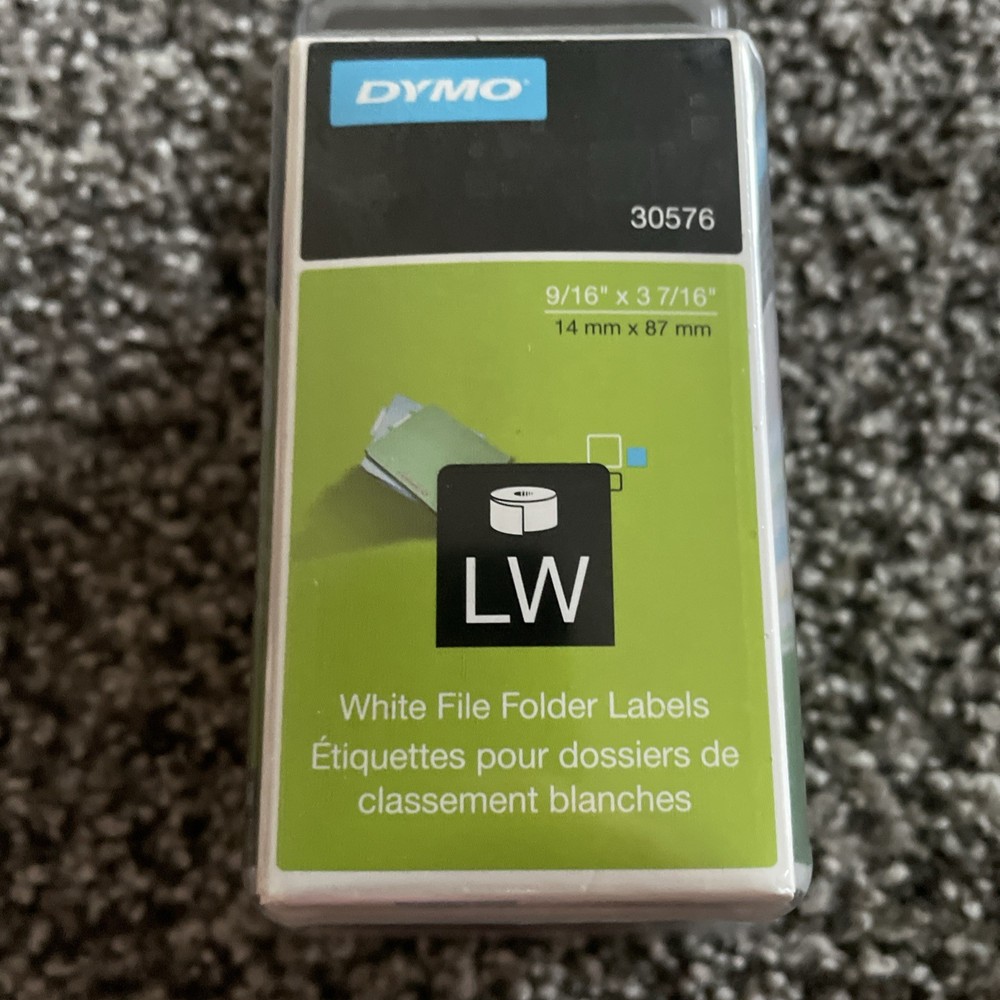 DYMO
30576
9/16" x 3 7/16"
14 mm x 87 mm
LW
White File Folder Labels
Étiquettes pour dossiers de
classement blanches